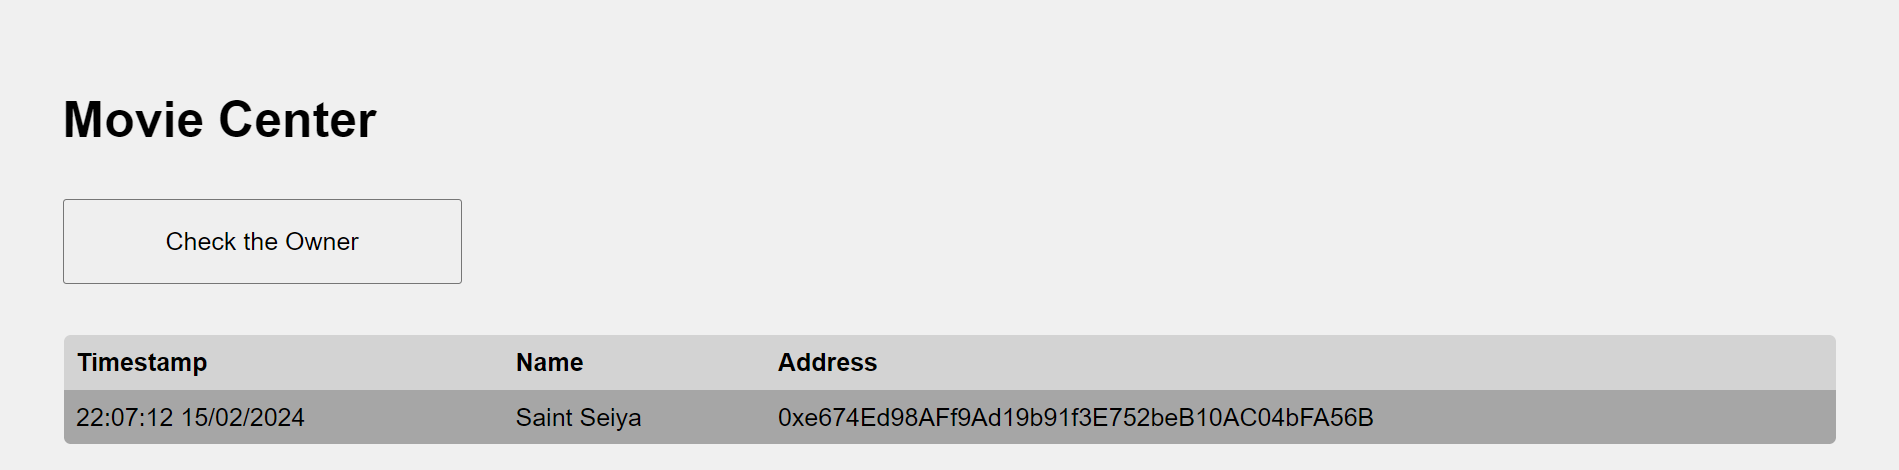 Movie Center
Check the Owner
Timestamp Name Address
22:07:12 15/02/2024 Saint Seiya 0xe674Ed98AFf9Ad19b91f3E752beB10AC04bFA56B